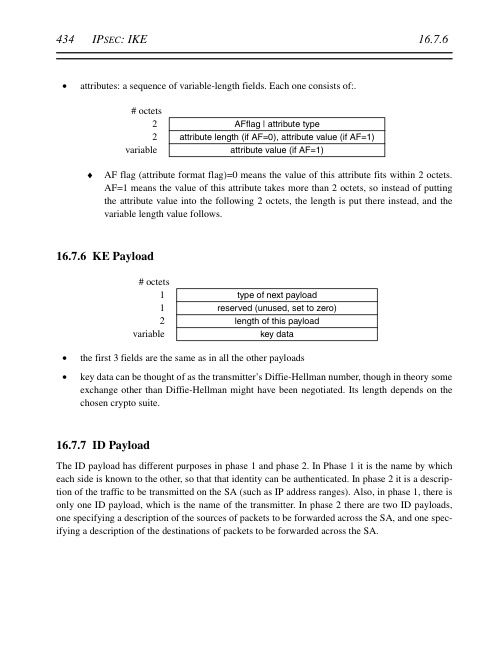 434 IPSEC: IKE 16.7.6
• attributes: a sequence of variable-length fields. Each one consists of:.
# octets
2 AFflag | attribute type
2 attribute length (if AF=0), attribute value (if AF=1)
variable attribute value (if AF=1)
♦ AF flag (attribute format flag)=0 means the value of this attribute fits within 2 octets.
AF=1 means the value of this attribute takes more than 2 octets, so instead of putting
the attribute value into the following 2 octets, the length is put there instead, and the
variable length value follows.
16.7.6 KE Payload
# octets
1 type of next payload
1 reserved (unused, set to zero)
2 length of this payload
variable key data
• the first 3 fields are the same as in all the other payloads
• key data can be thought of as the transmitter's Diffie-Hellman number, though in theory some
exchange other than Diffie-Hellman might have been negotiated. Its length depends on the
chosen crypto suite.
16.7.7 ID Payload
The ID payload has different purposes in phase 1 and phase 2. In Phase 1 it is the name by which
each side is known to the other, so that that identity can be authenticated. In phase 2 it is a descrip-
tion of the traffic to be transmitted on the SA (such as IP address ranges). Also, in phase 1, there is
only one ID payload, which is the name of the transmitter. In phase 2 there are two ID payloads,
one specifying a description of the sources of packets to be forwarded across the SA, and one spec-
ifying a description of the destinations of packets to be forwarded across the SA.